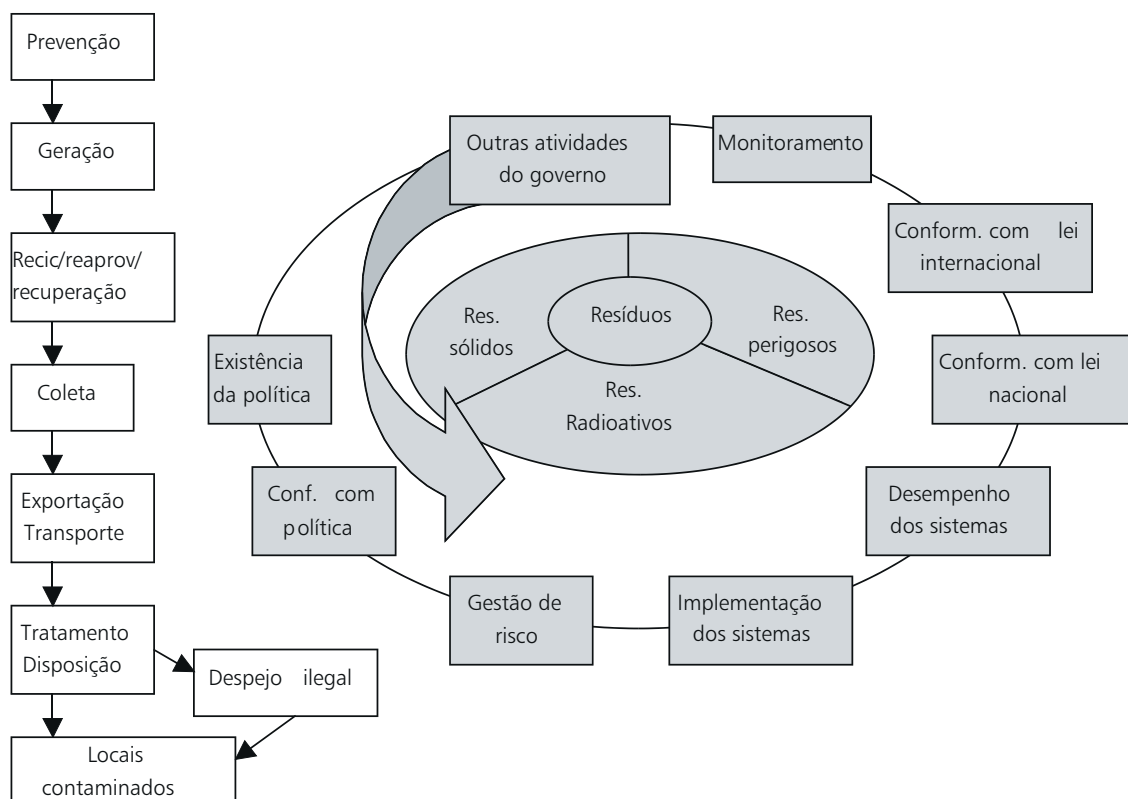 Prevenção
Geração
Recic/reaprov/
recuperação
Coleta
Exportação
Transporte
Tratamento
Disposição
Despejo ilegal
Locais
contaminados
Outras atividades
do governo
Monitoramento
Conform. com lei
internacional
Conform. com lei
nacional
Desempenho
dos sistemas
Implementação
dos sistemas
Gestão de
risco
Conf. com
política
Existência
da política
Resíduos
Res.
sólidos
Res.
perigosos
Res.
Radioativos